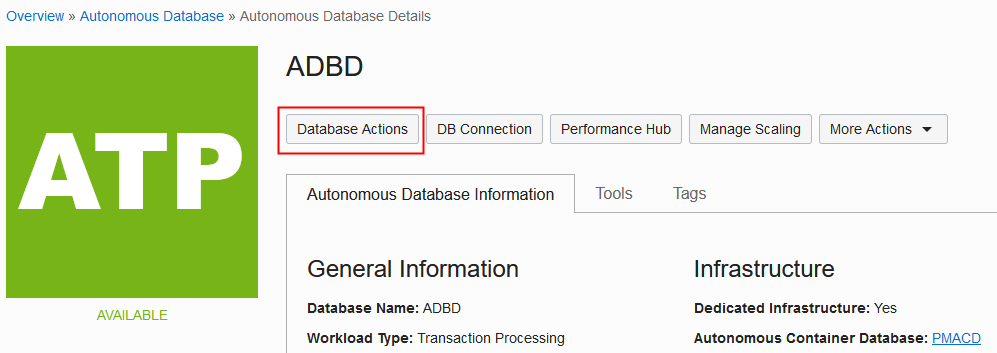 Overview » Autonomous Database » Autonomous Database Details
ATP
AVAILABLE
ADBD
Database Actions DB Connection Performance Hub Manage Scaling More Actions
Autonomous Database Information Tools Tags
General Information
Database Name: ADBD
Workload Type: Transaction Processing
Infrastructure
Dedicated Infrastructure: Yes
Autonomous Container Database: PMACD